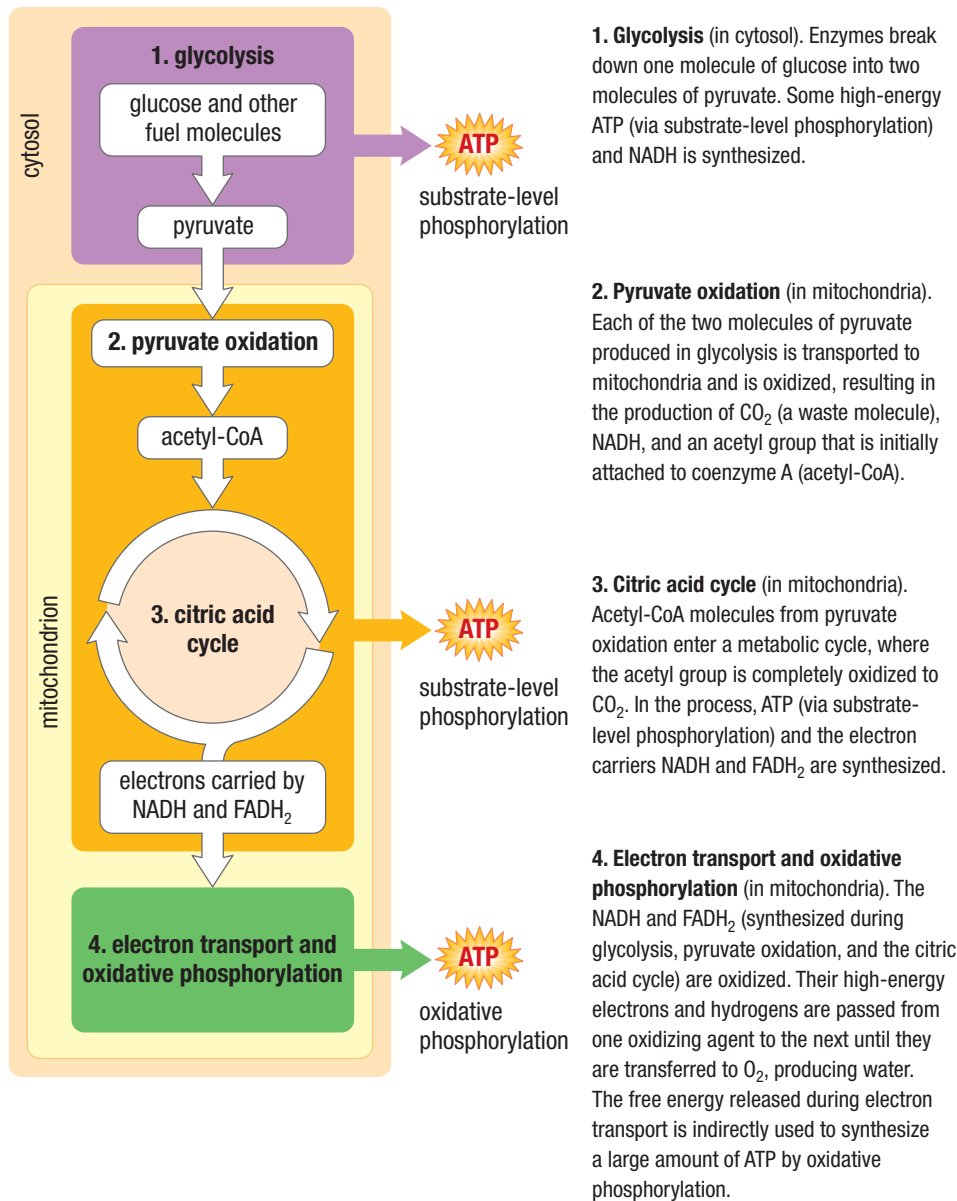 cytosol
1. glycolysis
glucose and other
fuel molecules
pyruvate
ATP
substrate-level
phosphorylation
1. Glycolysis (in cytosol). Enzymes break
down one molecule of glucose into two
molecules of pyruvate. Some high-energy
ATP (via substrate-level phosphorylation)
and NADH is synthesized.
mitochondrion
2. pyruvate oxidation
acetyl-CoA
2. Pyruvate oxidation (in mitochondria).
Each of the two molecules of pyruvate
produced in glycolysis is transported to
mitochondria and is oxidized, resulting in
the production of CO₂ (a waste molecule),
NADH, and an acetyl group that is initially
attached to coenzyme A (acetyl-CoA).
3. citric acid
cycle
electrons carried by
NADH and FADH₂
ATP
substrate-level
phosphorylation
3. Citric acid cycle (in mitochondria).
Acetyl-CoA molecules from pyruvate
oxidation enter a metabolic cycle, where
the acetyl group is completely oxidized to
CO₂. In the process, ATP (via substrate-
level phosphorylation) and the electron
carriers NADH and FADH₂ are synthesized.
4. electron transport and
oxidative phosphorylation
ATP
oxidative
phosphorylation
4. Electron transport and oxidative
phosphorylation (in mitochondria). The
NADH and FADH₂ (synthesized during
glycolysis, pyruvate oxidation, and the citric
acid cycle) are oxidized. Their high-energy
electrons and hydrogens are passed from
one oxidizing agent to the next until they
are transferred to O₂, producing water.
The free energy released during electron
transport is indirectly used to synthesize
a large amount of ATP by oxidative
phosphorylation.